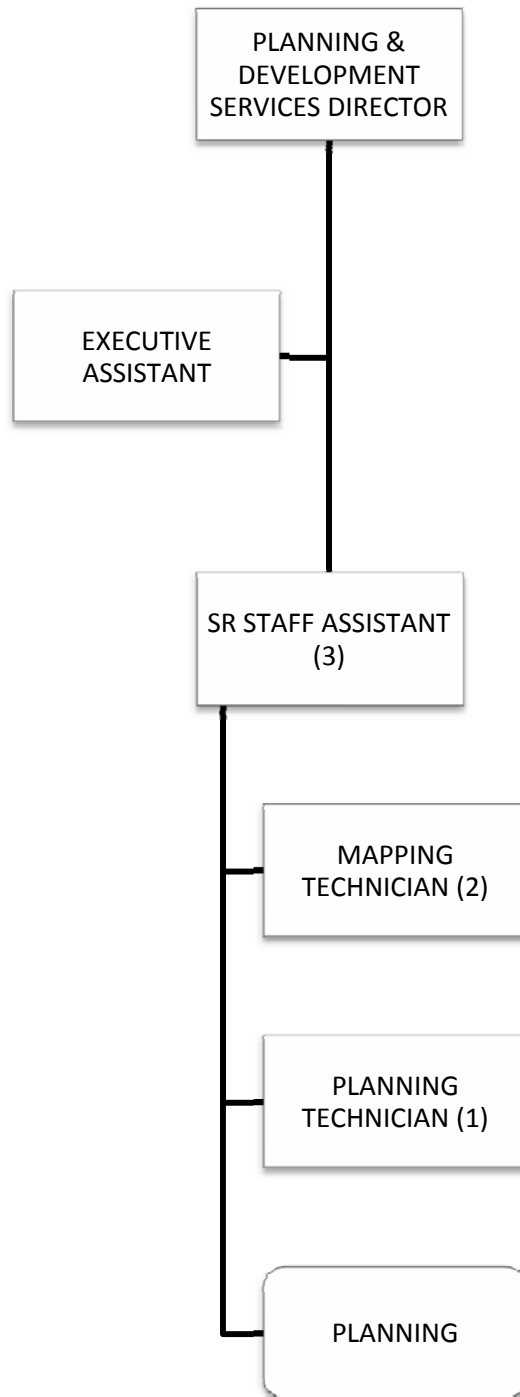 PLANNING &
DEVELOPMENT
SERVICES DIRECTOR
EXECUTIVE
ASSISTANT
SR STAFF ASSISTANT
(3)
MAPPING
TECHNICIAN (2)
PLANNING
TECHNICIAN (1)
PLANNING